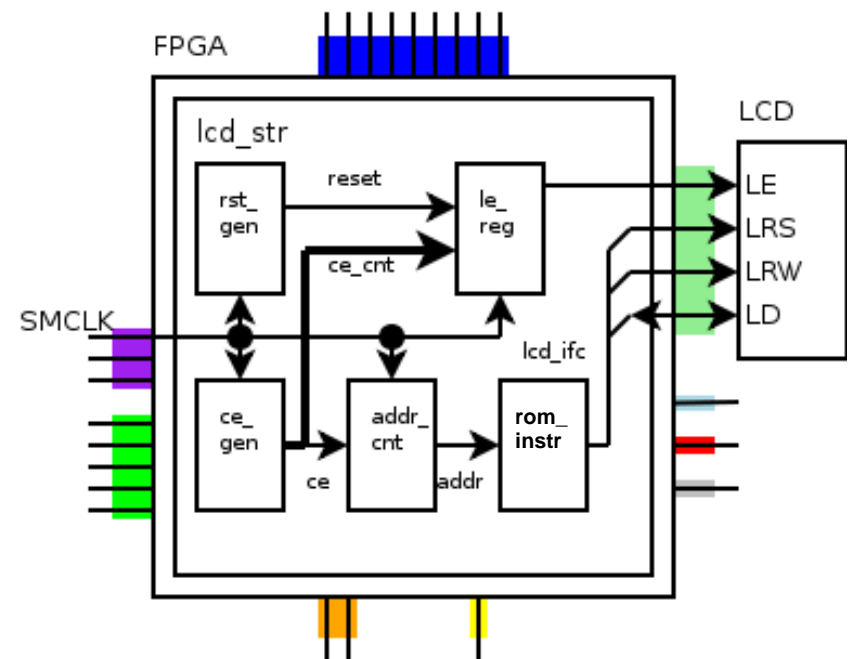 FPGA
LCD
lcd_str
rst_
gen
reset
le_
reg
ce_cnt
LE
LRS
LRW
LD
SMCLK
lcd_ifc
ce_
gen
addr_
cnt
rom_
instr
ce
addr